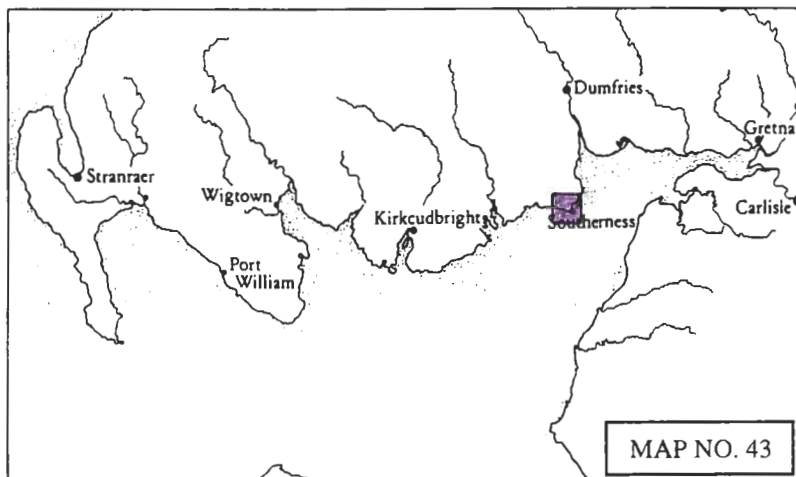 Dumfries
Gretna
Stranraer
Wigtown
Kirkcudbright
Southerness
Carlisle
Port
William
MAP NO. 43